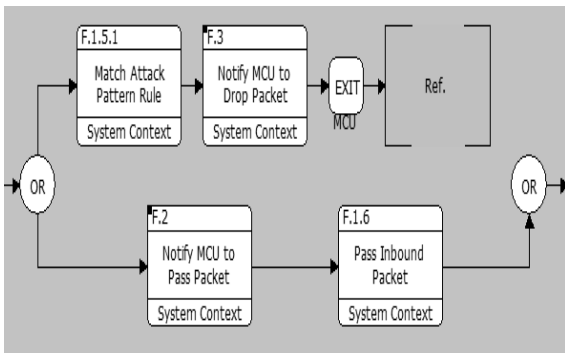 F.1.5.1
Match Attack
Pattern Rule
System Context
F.3
Notify MCU to
Drop Packet
System Context
EXIT
MCU
Ref.
OR
OR
F.2
Notify MCU to
Pass Packet
System Context
F.1.6
Pass Inbound
Packet
System Context